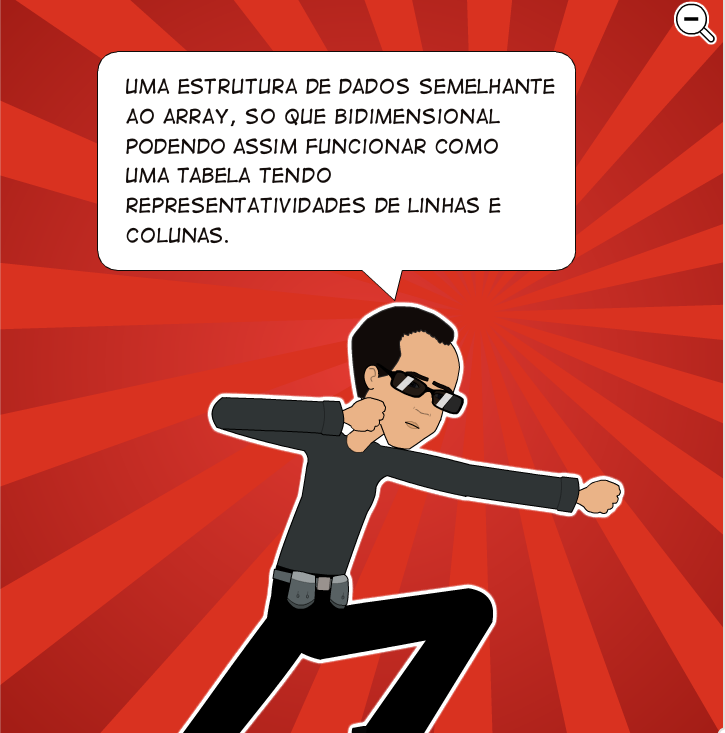 UMA ESTRUTURA DE DADOS SEMELHANTE
AO ARRAY, SO QUE BIDIMENSIONAL
PODENDO ASSIM FUNCIONAR COMO
UMA TABELA TENDO
REPRESENTATIVIDADES DE LINHAS E
COLUNAS.